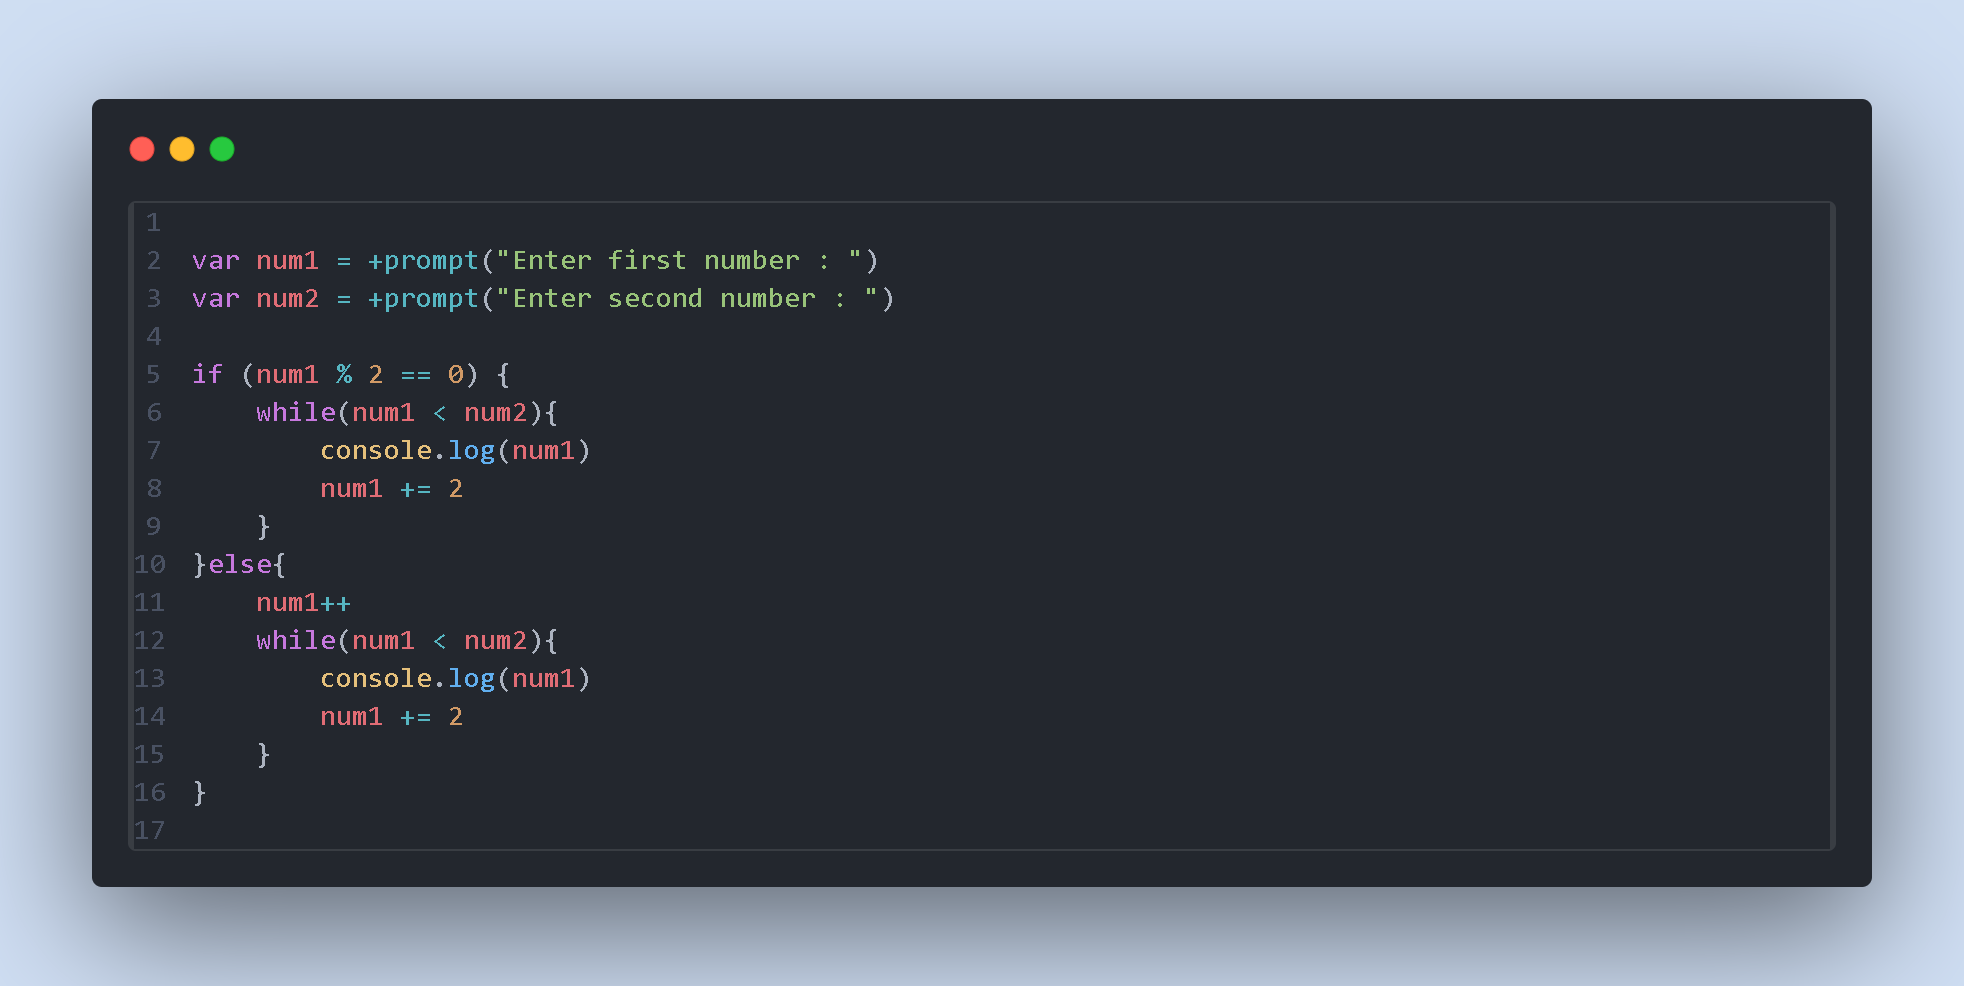 1
2 var num1 = +prompt("Enter first number : ")
3 var num2 = +prompt("Enter second number : ")
4
5 if (num1 % 2 == 0) {
6     while(num1 < num2){
7         console.log(num1)
8         num1 += 2
9     }
10 }else{
11     num1++
12     while(num1 < num2){
13         console.log(num1)
14         num1 += 2
15     }
16 }
17